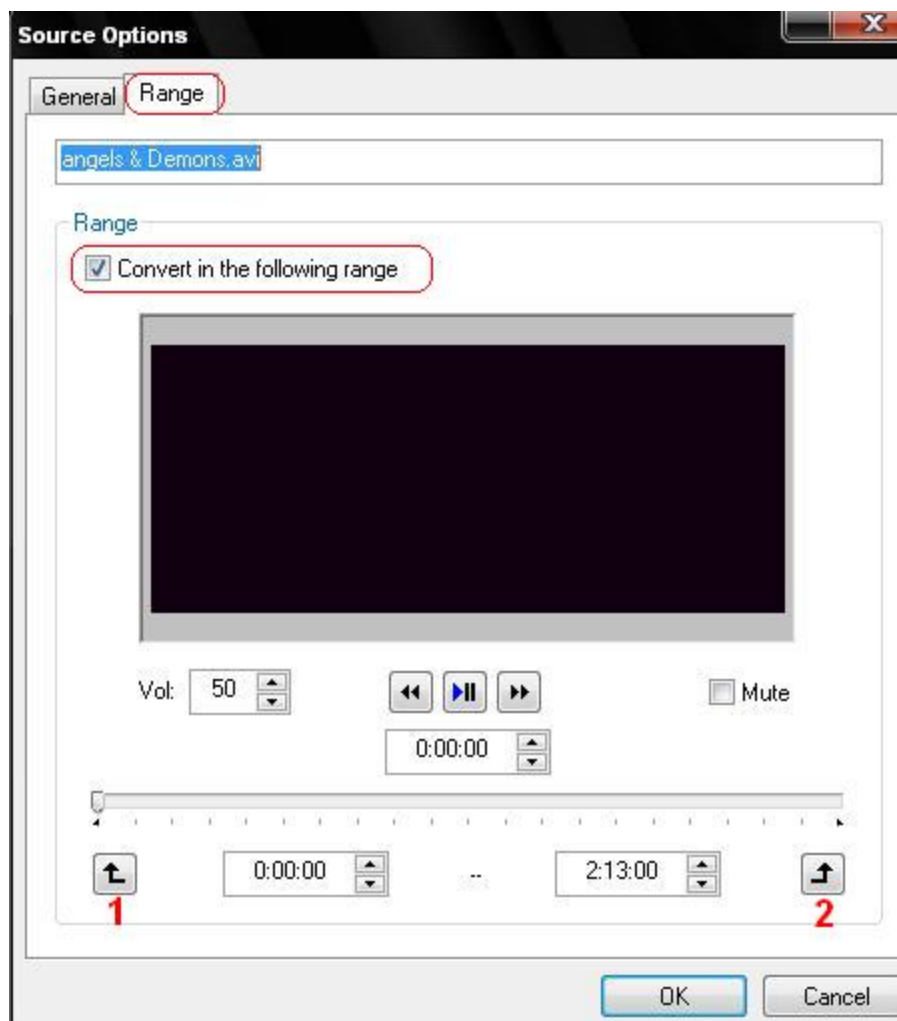 Source Options
General Range
angels & Demons.avi
Range
Convert in the following range
Vol: 50 Mute
0:00:00
0:00:00 -- 2:13:00
1 2
OK Cancel